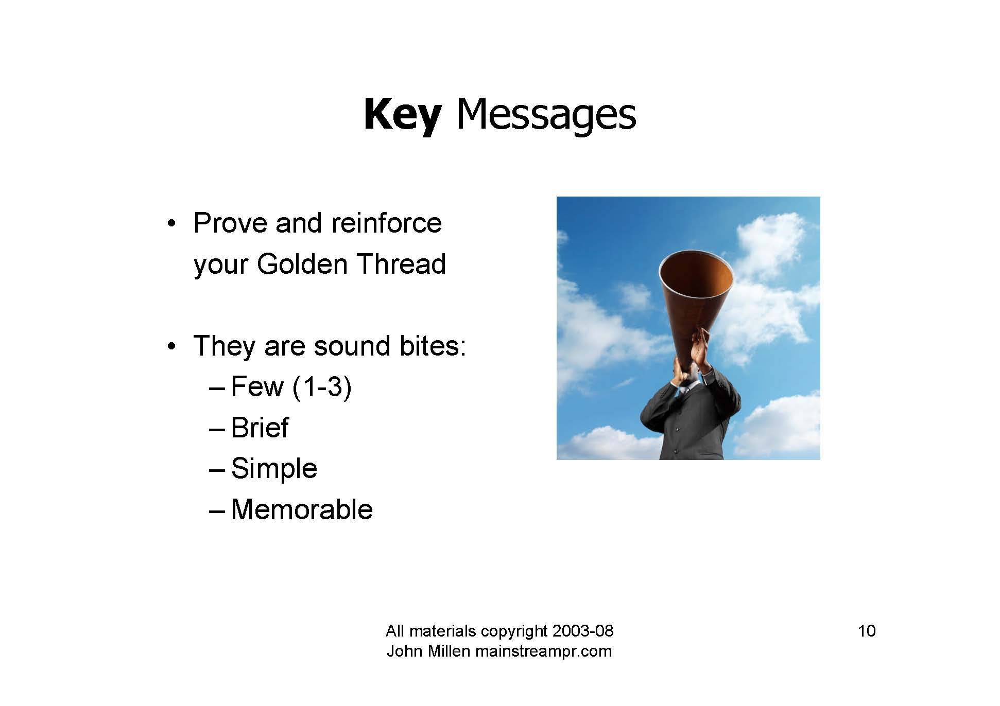 Key Messages
• Prove and reinforce
your Golden Thread
• They are sound bites:
– Few (1-3)
– Brief
– Simple
– Memorable
All materials copyright 2003-08
John Millen mainstreampr.com
10